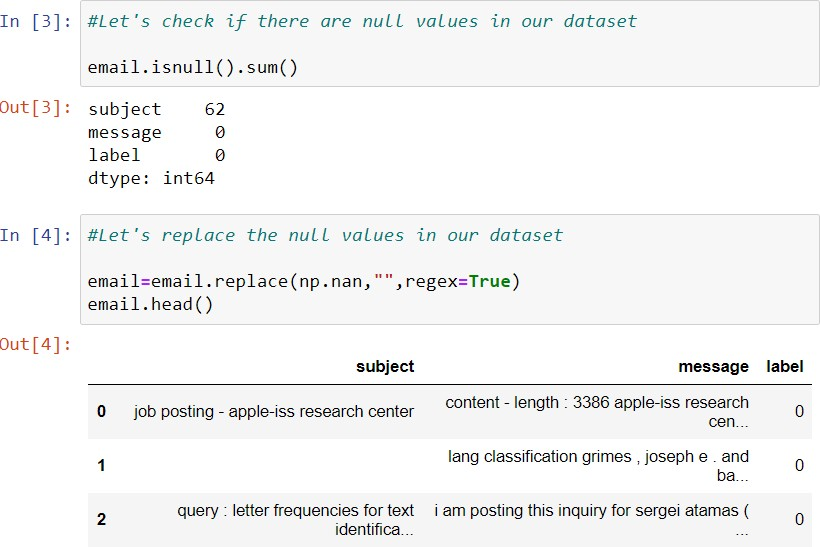 In [3]: #Let's check if there are null values in our dataset
email.isnull().sum()
Out[3]: subject 62
message 0
label 0
dtype: int64
In [4]: #Let's replace the null values in our dataset
email=email.replace(np.nan,"",regex=True)
email.head()
Out[4]:
subject message label
0 job posting - apple-iss research center content - length : 3386 apple-iss research cen... 0
1 lang classification grimes , joseph e . and ba... 0
2 query : letter frequencies for text identifica... i am posting this inquiry for sergei atamas ( ... 0